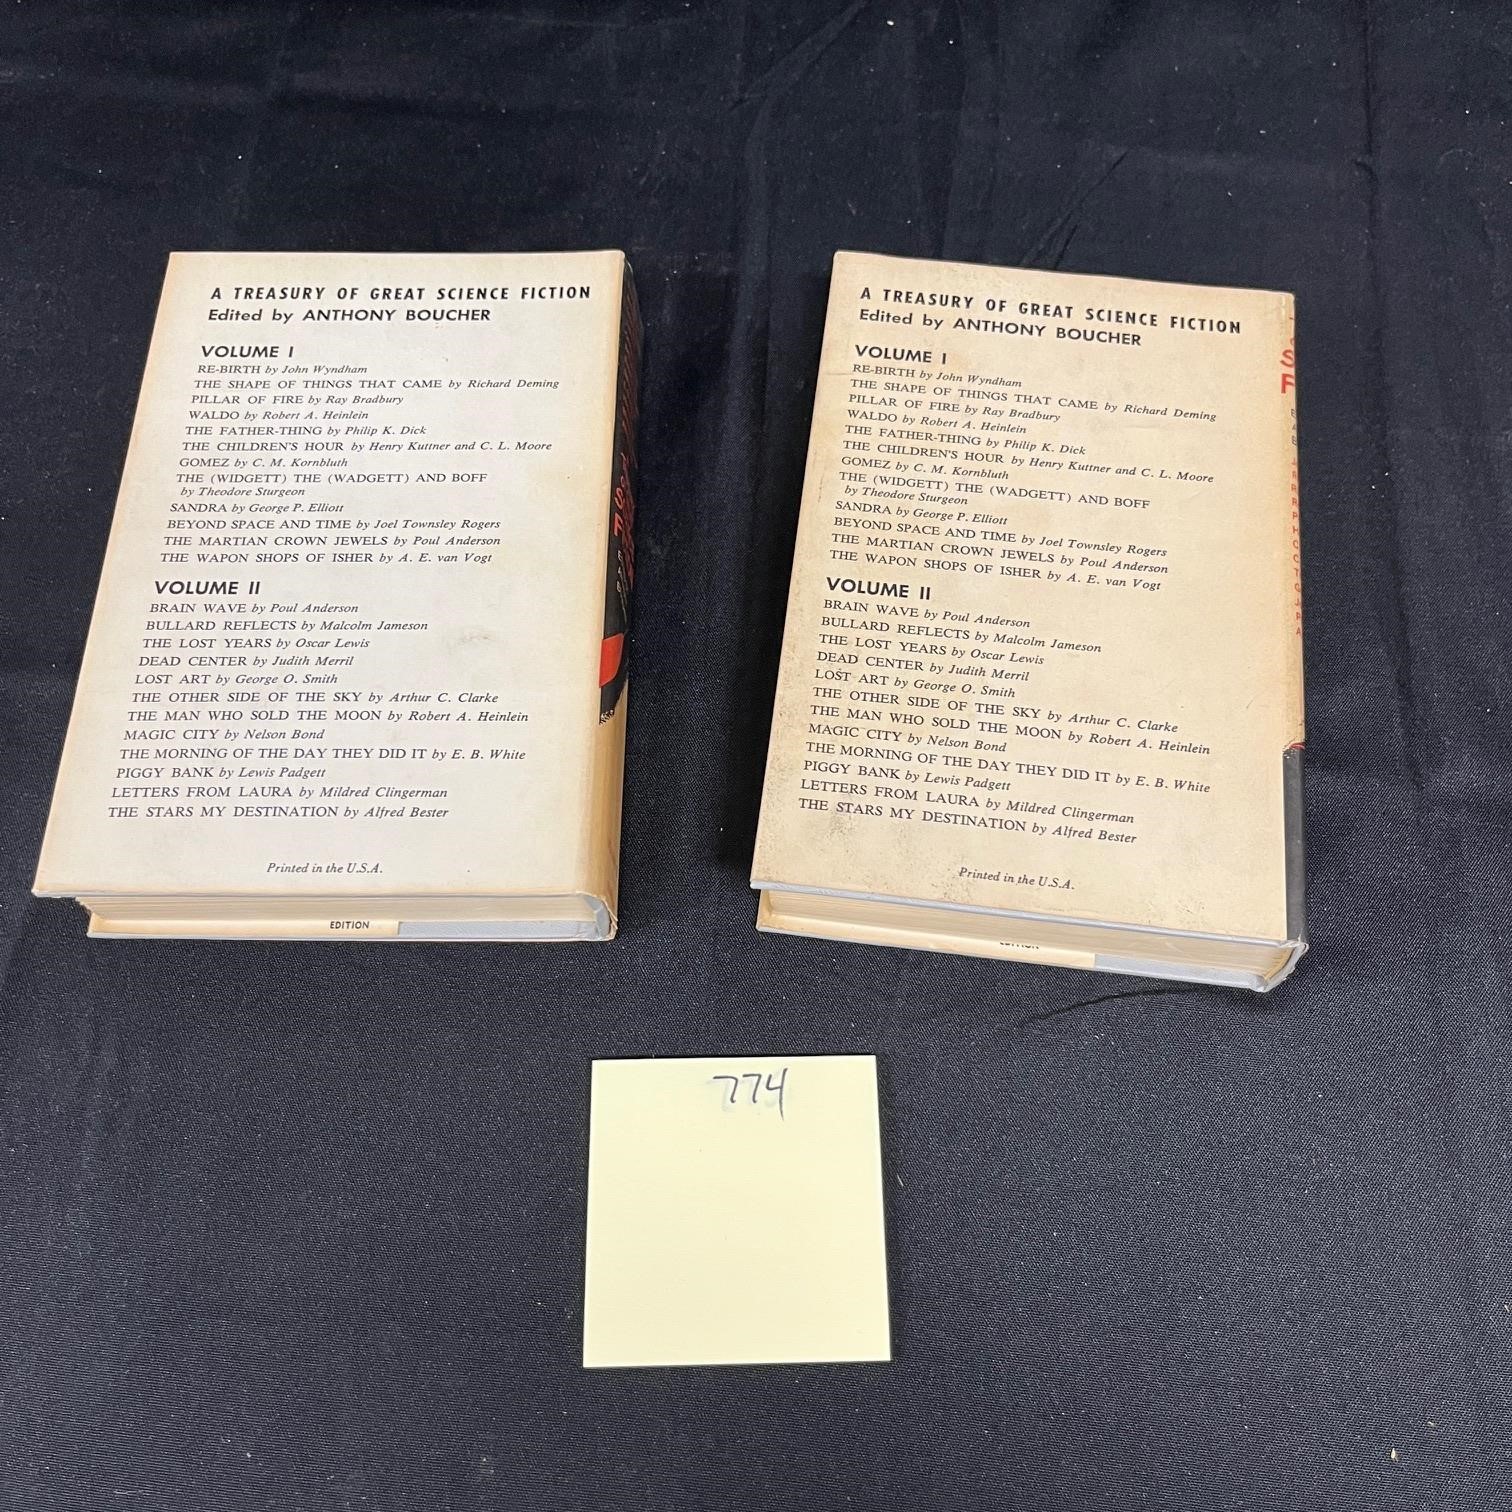 A TREASURY OF GREAT SCIENCE FICTION
Edited by ANTHONY BOUCHER
VOLUME I
RE-BIRTH by John Wyndham
THE SHAPE OF THINGS THAT CAME by Richard Deming
PILLAR OF FIRE by Ray Bradbury
WALDO by Robert A. Heinlein
THE FATHER-THING by Philip K. Dick
THE CHILDREN'S HOUR by Henry Kuttner and C. L. Moore
GOMEZ by C. M. Kornbluth
THE (WIDGETT) THE (WADGETT) AND BOFF
by Theodore Sturgeon
SANDRA by George P. Elliott
BEYOND SPACE AND TIME by Joel Townsley Rogers
THE MARTIAN CROWN JEWELS by Poul Anderson
THE WAPON SHOPS OF ISHER by A. E. van Vogt
VOLUME II
BRAIN WAVE by Poul Anderson
BULLARD REFLECTS by Malcolm Jameson
THE LOST YEARS by Oscar Lewis
DEAD CENTER by Judith Merril
LOST ART by George O. Smith
THE OTHER SIDE OF THE SKY by Arthur C. Clarke
THE MAN WHO SOLD THE MOON by Robert A. Heinlein
MAGIC CITY by Nelson Bond
THE MORNING OF THE DAY THEY DID IT by E. B. White
PIGGY BANK by Lewis Padgett
LETTERS FROM LAURA by Mildred Clingerman
THE STARS MY DESTINATION by Alfred Bester
Printed in the U.S.A.
EDITION
A TREASURY OF GREAT SCIENCE FICTION
Edited by ANTHONY BOUCHER
VOLUME I
RE-BIRTH by John Wyndham
THE SHAPE OF THINGS THAT CAME by Richard Deming
PILLAR OF FIRE by Ray Bradbury
WALDO by Robert A. Heinlein
THE FATHER-THING by Philip K. Dick
THE CHILDREN'S HOUR by Henry Kuttner and C. L. Moore
GOMEZ by C. M. Kornbluth
THE (WIDGETT) THE (WADGETT) AND BOFF
by Theodore Sturgeon
SANDRA by George P. Elliott
BEYOND SPACE AND TIME by Joel Townsley Rogers
THE MARTIAN CROWN JEWELS by Poul Anderson
THE WAPON SHOPS OF ISHER by A. E. van Vogt
VOLUME II
BRAIN WAVE by Poul Anderson
BULLARD REFLECTS by Malcolm Jameson
THE LOST YEARS by Oscar Lewis
DEAD CENTER by Judith Merril
LOST ART by George O. Smith
THE OTHER SIDE OF THE SKY by Arthur C. Clarke
THE MAN WHO SOLD THE MOON by Robert A. Heinlein
MAGIC CITY by Nelson Bond
THE MORNING OF THE DAY THEY DID IT by E. B. White
PIGGY BANK by Lewis Padgett
LETTERS FROM LAURA by Mildred Clingerman
THE STARS MY DESTINATION by Alfred Bester
Printed in the U.S.A.
774